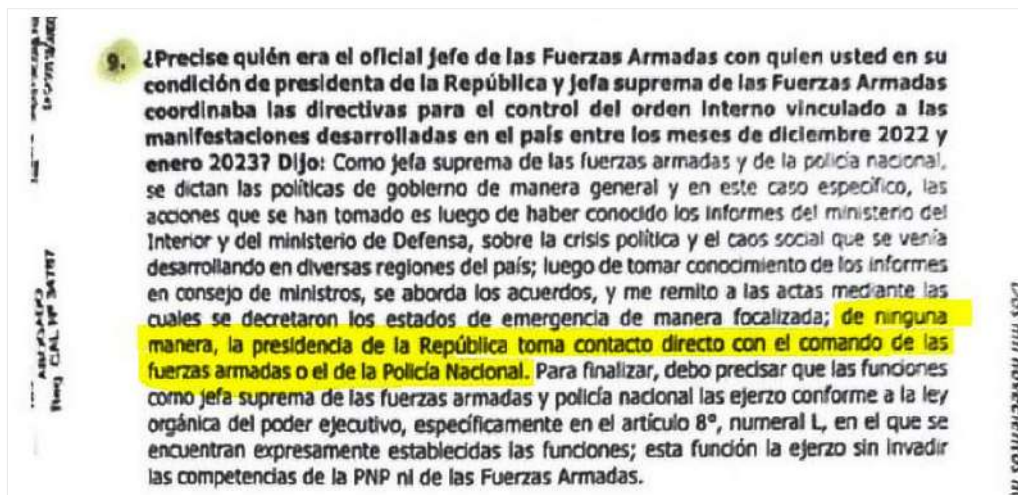 9. ¿Precise quién era el oficial jefe de las Fuerzas Armadas con quien usted en su
condición de presidenta de la República y jefa suprema de las Fuerzas Armadas
coordinaba las directivas para el control del orden interno vinculado a las
manifestaciones desarrolladas en el país entre los meses de diciembre 2022 y
enero 2023? Dijo: Como jefa suprema de las fuerzas armadas y de la policía nacional,
se dictan las políticas de gobierno de manera general y en este caso específico, las
acciones que se han tomado es luego de haber conocido los informes del ministerio del
Interior y del ministerio de Defensa, sobre la crisis política y el caos social que se venía
desarrollando en diversas regiones del país; luego de tomar conocimiento de los informes
en consejo de ministros, se aborda los acuerdos, y me remito a las actas mediante las
cuales se decretaron los estados de emergencia de manera focalizada; de ninguna
manera, la presidencia de la República toma contacto directo con el comando de las
fuerzas armadas o el de la Policía Nacional. Para finalizar, debo precisar que las funciones
como jefa suprema de las fuerzas armadas y policía nacional las ejerzo conforme a la ley
orgánica del poder ejecutivo, específicamente en el artículo 8°, numeral L, en el que se
encuentran expresamente establecidas las funciones; esta función la ejerzo sin invadir
las competencias de la PNP ni de las Fuerzas Armadas.
ABOGADO
Reg. CAL Nº